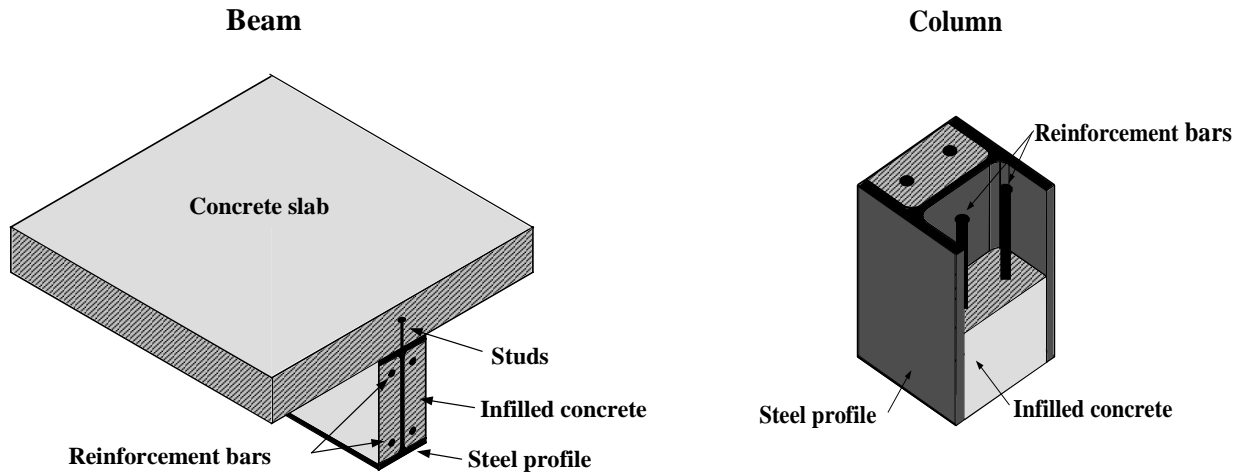 Beam
Concrete slab
Studs
Infilled concrete
Reinforcement bars
Steel profile
Column
Reinforcement bars
Steel profile
Infilled concrete